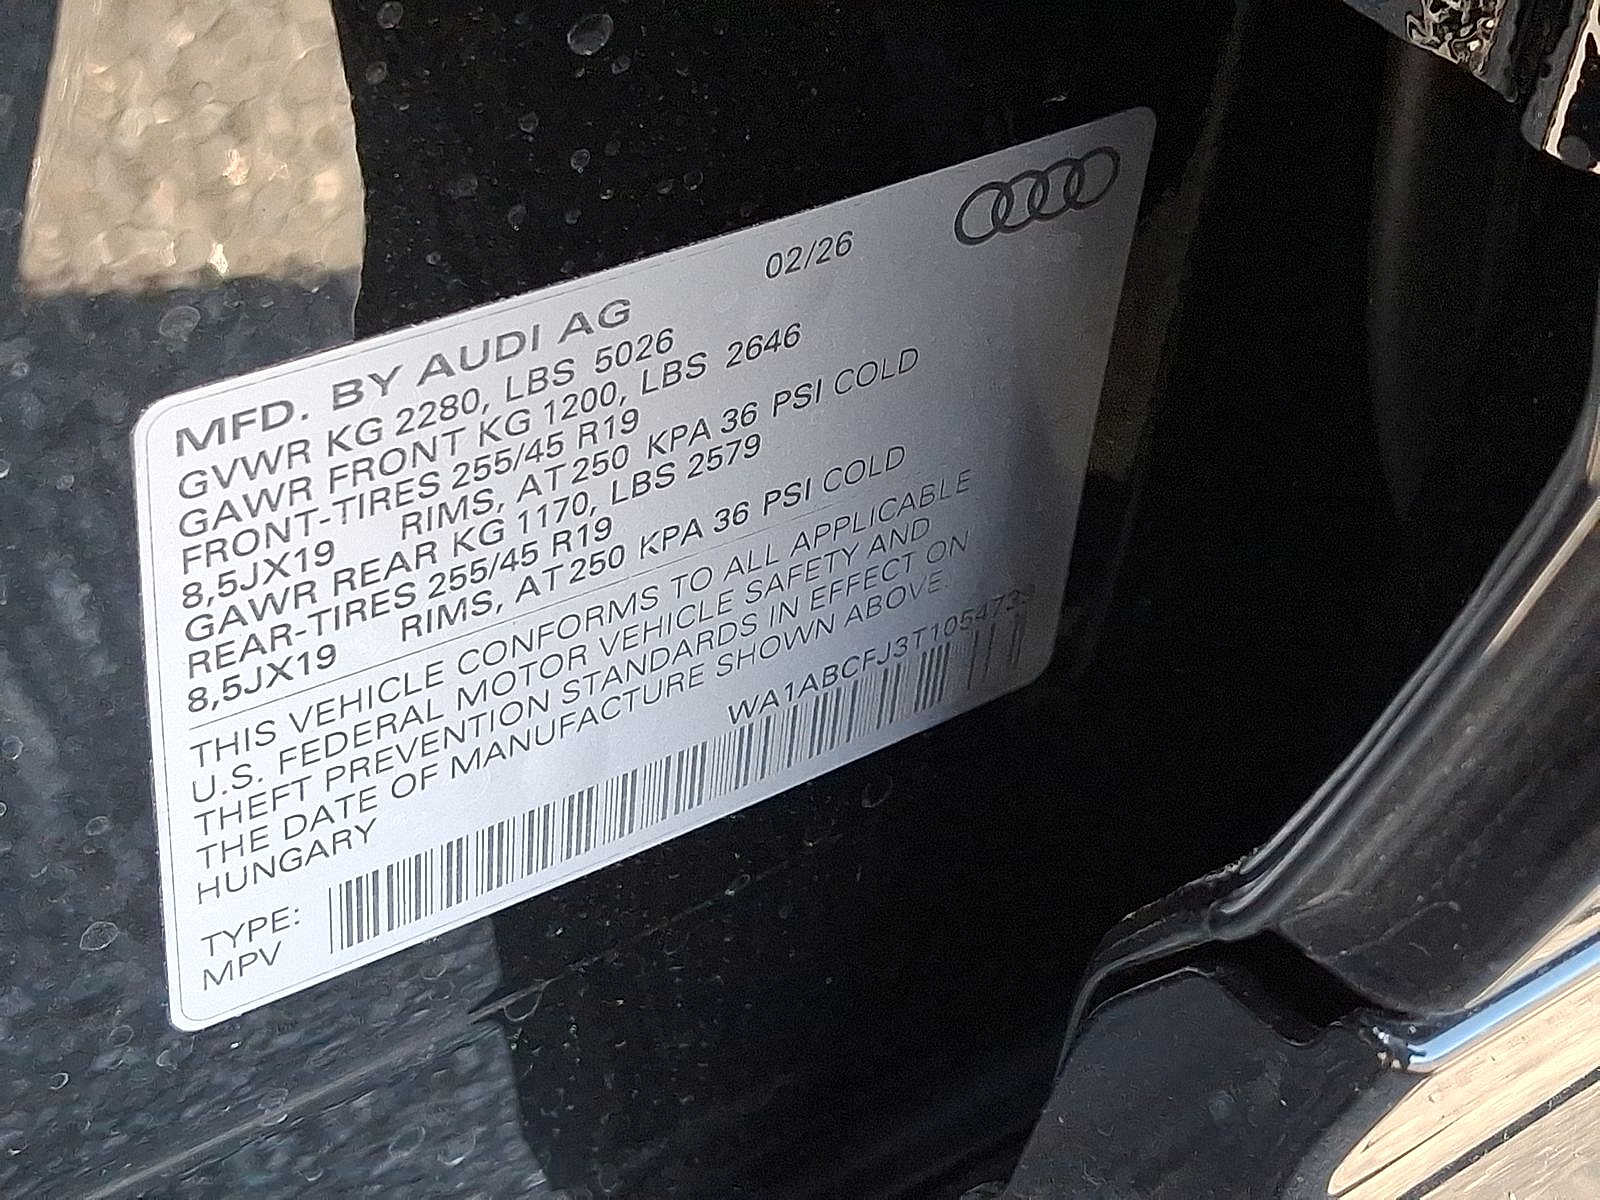 02/26
MFD. BY AUDI AG
GVWR KG 2280, LBS 5026
GAWR FRONT KG 1200, LBS 2646
FRONT-TIRES 255/45 R19
8,5JX19 RIMS, AT 250 KPA 36 PSI COLD
GAWR REAR KG 1170, LBS 2579
REAR-TIRES 255/45 R19
8,5JX19 RIMS, AT 250 KPA 36 PSI COLD
THIS VEHICLE CONFORMS TO ALL APPLICABLE
U.S. FEDERAL MOTOR VEHICLE SAFETY AND
THEFT PREVENTION STANDARDS IN EFFECT ON
THE DATE OF MANUFACTURE SHOWN ABOVE.
HUNGARY
TYPE:
MPV